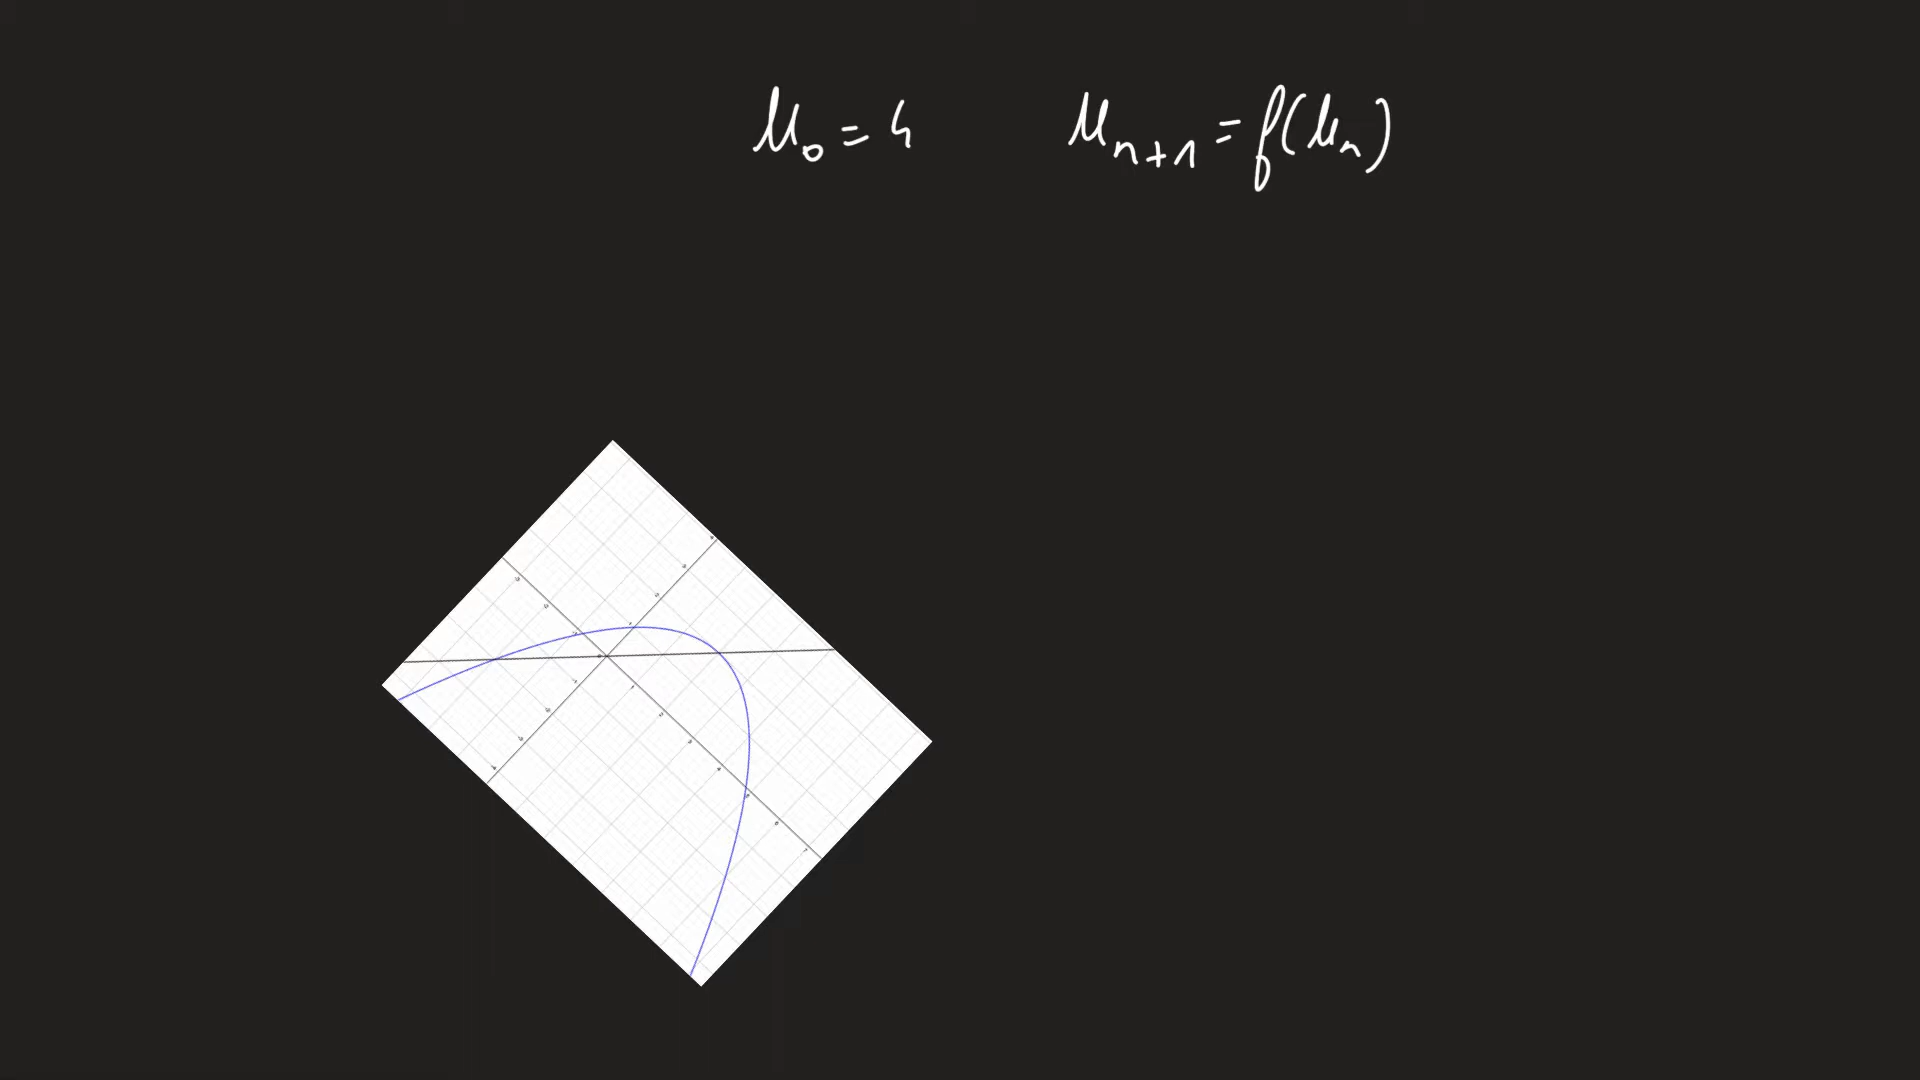 u₀ = 4 uₙ₊₁ = f(uₙ)